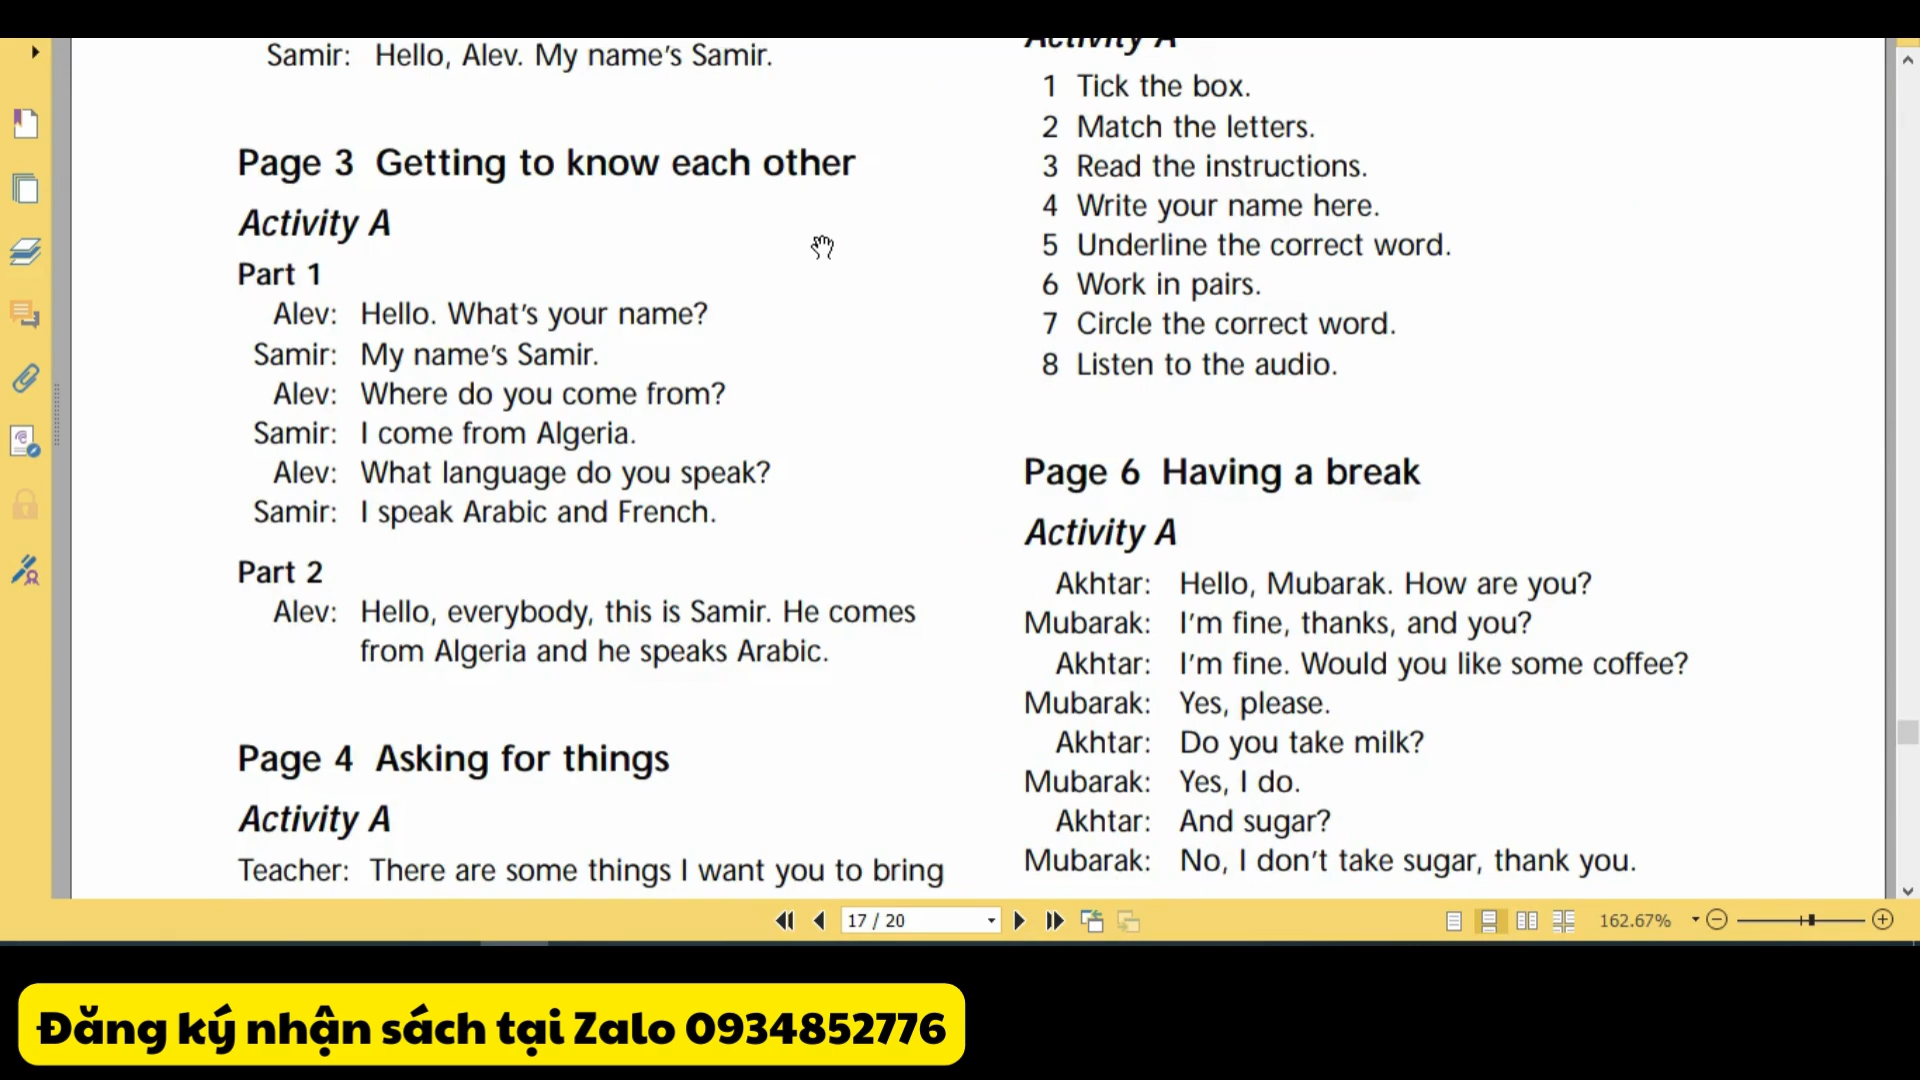 Samir: Hello, Alev. My name's Samir.
Page 3 Getting to know each other
Activity A
Part 1
Alev: Hello. What's your name?
Samir: My name's Samir.
Alev: Where do you come from?
Samir: I come from Algeria.
Alev: What language do you speak?
Samir: I speak Arabic and French.
Part 2
Alev: Hello, everybody, this is Samir. He comes
from Algeria and he speaks Arabic.
Page 4 Asking for things
Activity A
Teacher: There are some things I want you to bring
Activity A
1 Tick the box.
2 Match the letters.
3 Read the instructions.
4 Write your name here.
5 Underline the correct word.
6 Work in pairs.
7 Circle the correct word.
8 Listen to the audio.
Page 6 Having a break
Activity A
Akhtar: Hello, Mubarak. How are you?
Mubarak: I'm fine, thanks, and you?
Akhtar: I'm fine. Would you like some coffee?
Mubarak: Yes, please.
Akhtar: Do you take milk?
Mubarak: Yes, I do.
Akhtar: And sugar?
Mubarak: No, I don't take sugar, thank you.
17 / 20
162.67%
Đăng ký nhận sách tại Zalo 0934852776